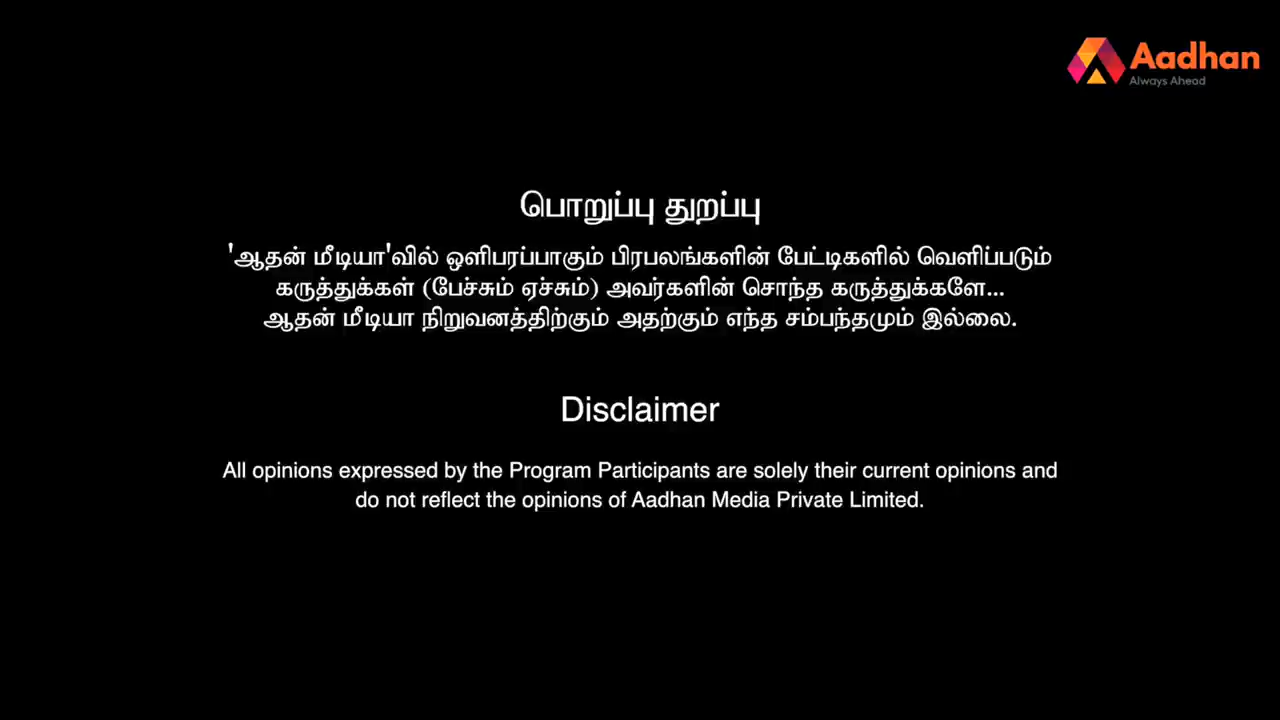 Aadhan
Always Ahead
பொறுப்பு துறப்பு
'ஆதன் மீடியா'வில் ஒளிபரப்பாகும் பிரபலங்களின் பேட்டிகளில் வெளிப்படும்
கருத்துக்கள் (பேச்சும் ஏச்சும்) அவர்களின் சொந்த கருத்துக்களே...
ஆதன் மீடியா நிறுவனத்திற்கும் அதற்கும் எந்த சம்பந்தமும் இல்லை.
Disclaimer
All opinions expressed by the Program Participants are solely their current opinions and
do not reflect the opinions of Aadhan Media Private Limited.